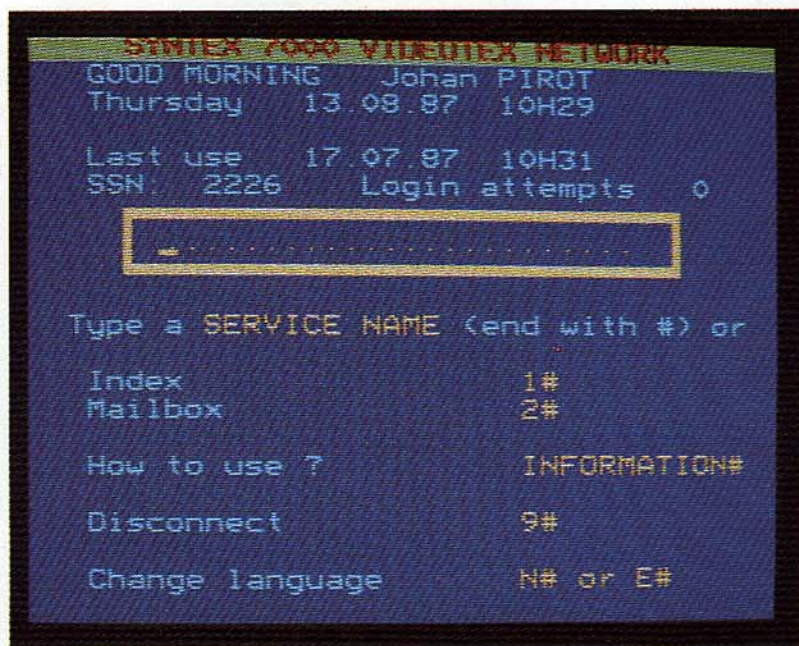 SYNTEX 7000 VIDEOTEX NETWORK
GOOD MORNING Johan PIROT
Thursday 13.08.87 10H29
Last use 17.07.87 10H31
SSN: 2226 Login attempts 0
Type a SERVICE NAME (end with #) or
Index 1#
Mailbox 2#
How to use ? INFORMATION#
Disconnect 9#
Change language N# or E#